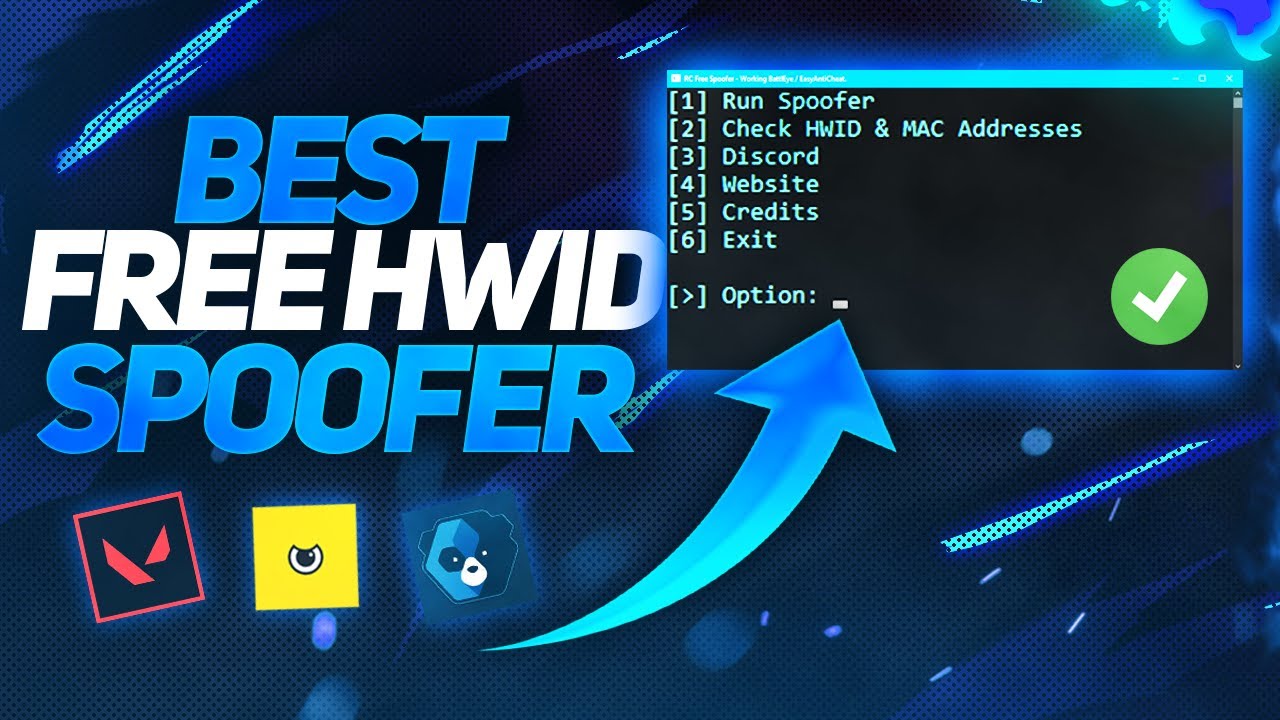 BEST
FREE HWID
SPOOFER
RC Free Spoofer - Working BattlEye / EasyAntiCheat.
[1] Run Spoofer
[2] Check HWID & MAC Addresses
[3] Discord
[4] Website
[5] Credits
[6] Exit
[>] Option: